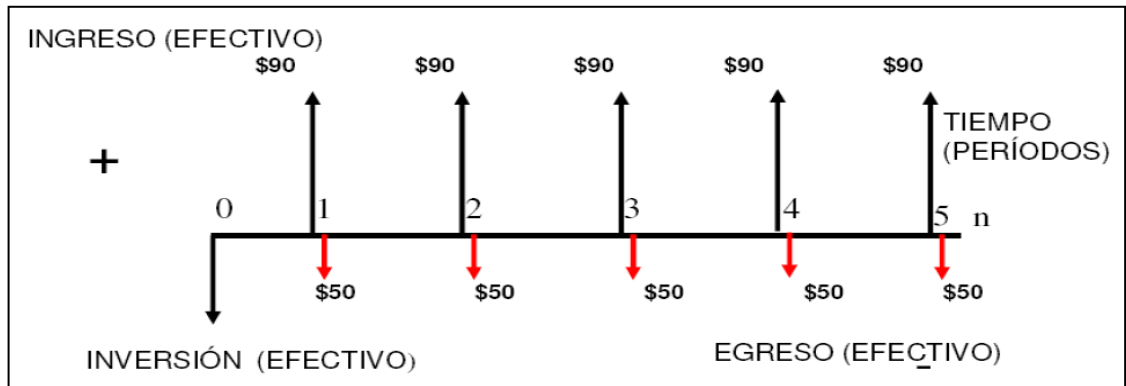 INGRESO (EFECTIVO)
$90 $90 $90 $90 $90
TIEMPO
(PERÍODOS)
+
0 1 2 3 4 5 n
$50 $50 $50 $50 $50
INVERSIÓN (EFECTIVO)
EGRESO (EFECTIVO)